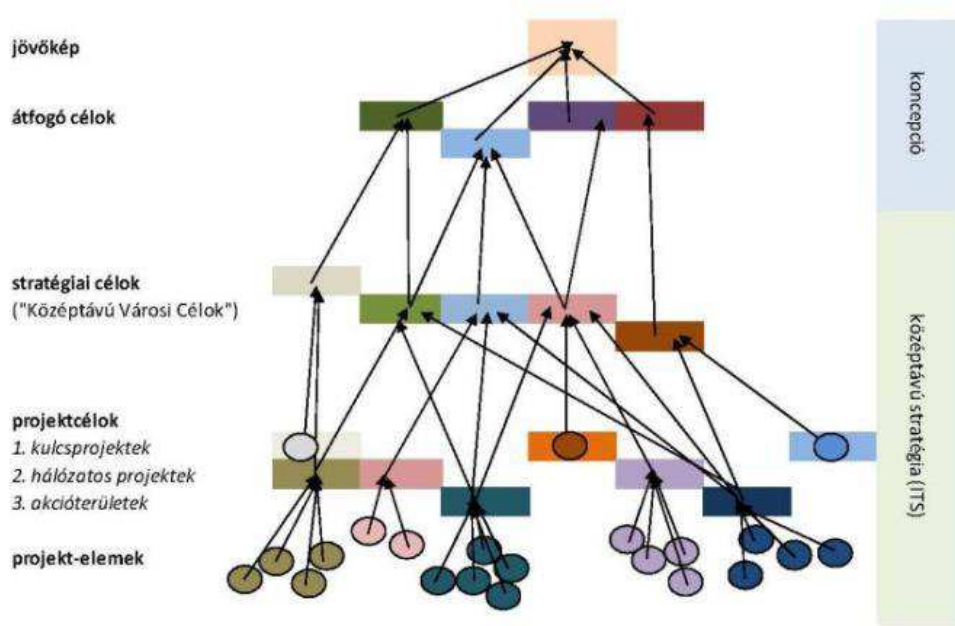 jövőkép
átfogó célok
stratégiai célok
("Középtávú Városi Célok")
projektcélok
1. kulcsprojektek
2. hálózatos projektek
3. akcióterületek
projekt-elemek
koncepció
középtávú stratégia (ITS)